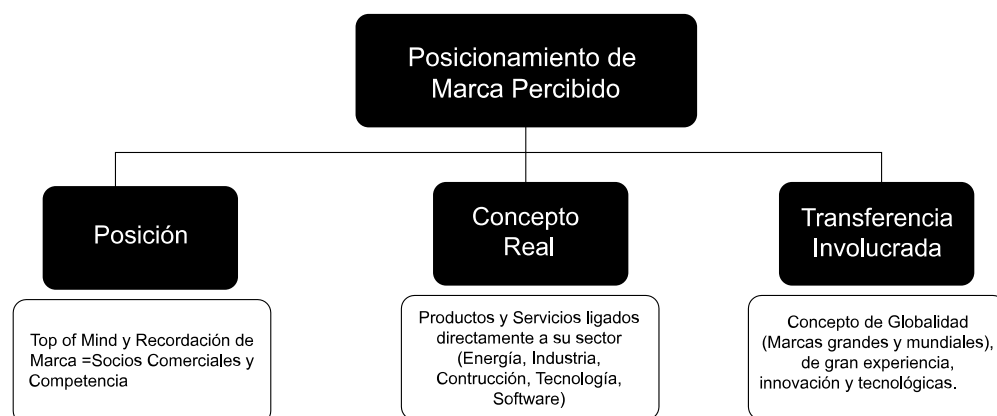 Posicionamiento de
Marca Percibido
Posición
Concepto
Real
Transferencia
Involucrada
Top of Mind y Recordación de
Marca =Socios Comerciales y
Competencia
Productos y Servicios ligados
directamente a su sector
(Energía, Industria,
Contrucción, Tecnología,
Software)
Concepto de Globalidad
(Marcas grandes y mundiales),
de gran experiencia,
innovación y tecnológicas.